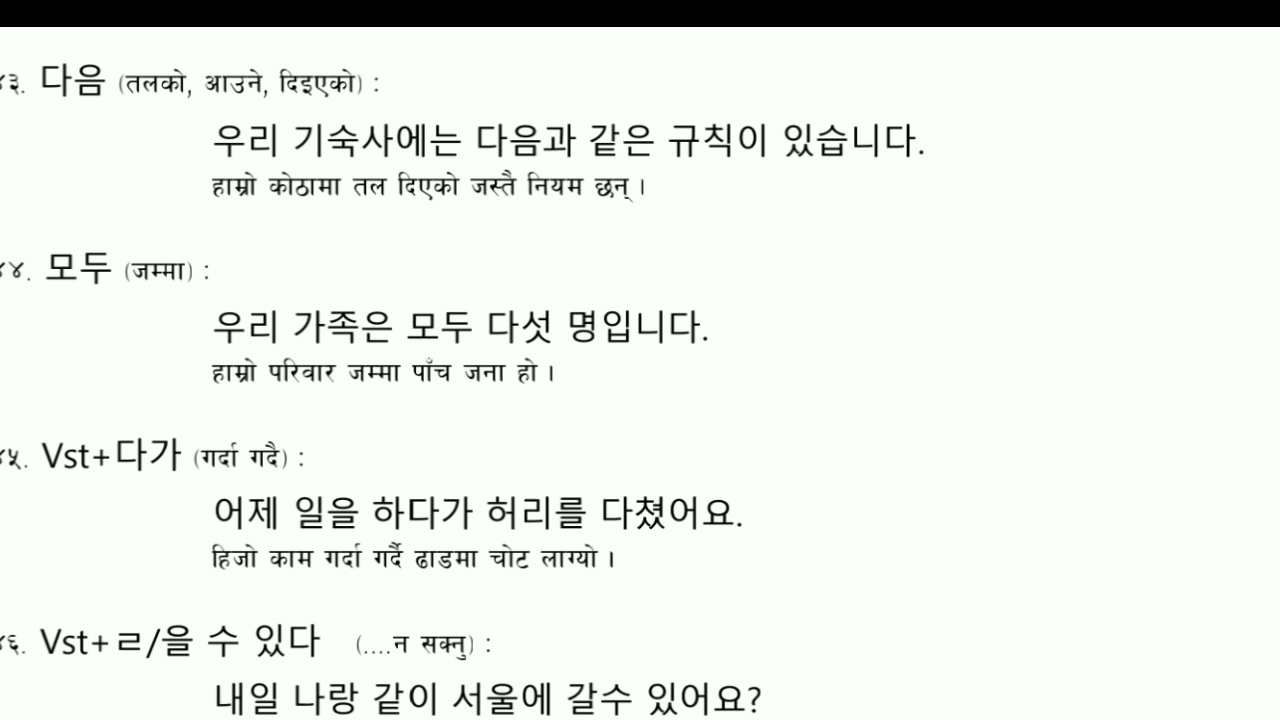 ४३. 다음 (तलको, आउने, दिइएको) :
우리 기숙사에는 다음과 같은 규칙이 있습니다.
हाम्रो कोठामा तल दिएको जस्तै नियम छन् ।
४४. 모두 (जम्मा) :
우리 가족은 모두 다섯 명입니다.
हाम्रो परिवार जम्मा पाँच जना हो ।
४५. Vst+다가 (गर्दा गर्दै) :
어제 일을 하다가 허리를 다쳤어요.
हिजो काम गर्दा गर्दै ढाडमा चोट लाग्यो ।
४६. Vst+ㄹ/을 수 있다 (....न सक्नु) :
내일 나랑 같이 서울에 갈수 있어요?